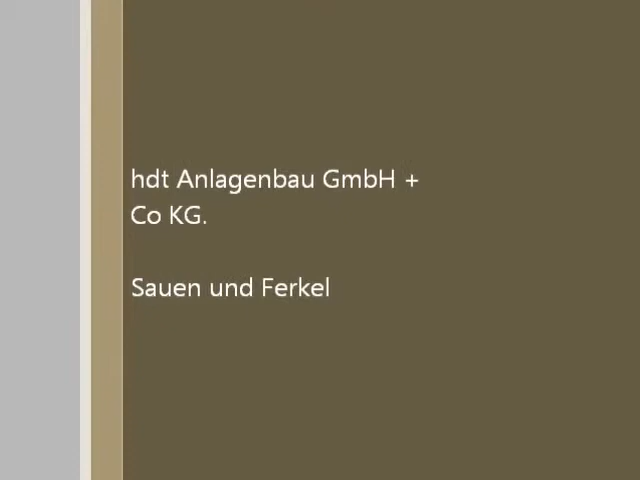 hdt Anlagenbau GmbH +
Co KG.
Sauen und Ferkel